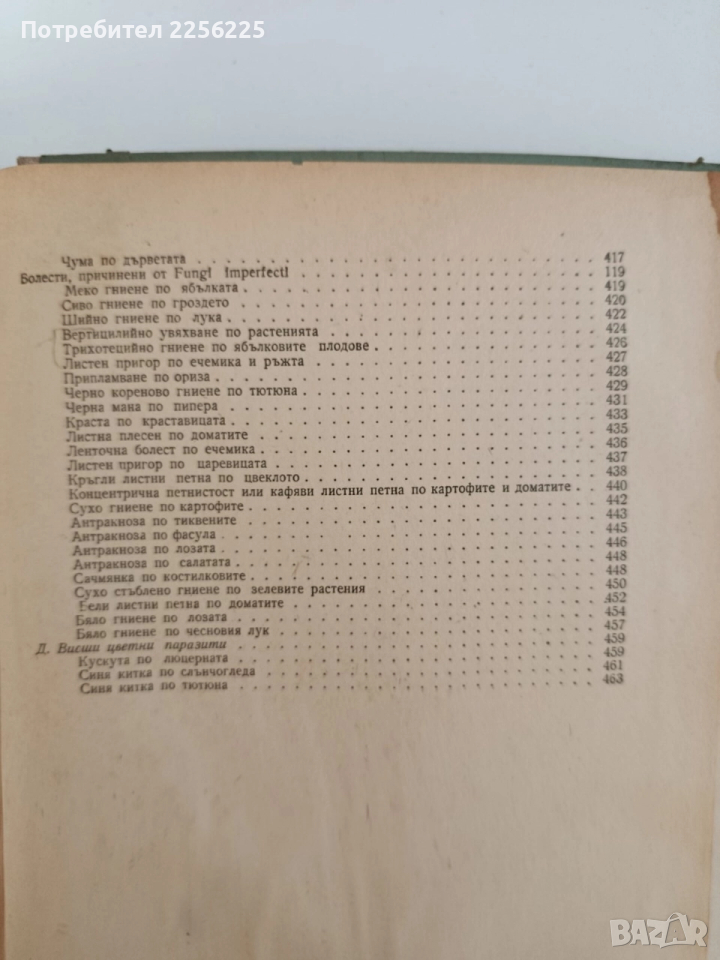 Потребител 2256225
Чума по дърветата . . . 417
Болести, причинени от Fungi Imperfecti . . . 119
Меко гниене по ябълката . . . 419
Сиво гниене по гроздето . . . 420
Шийно гниене по лука . . . 422
Вертицилийно увяхване по растенията . . . 424
Трихотецийно гниене по ябълковите плодове . . . 426
Листен пригор по ечемика и ръжта . . . 427
Припламване по ориза . . . 428
Черно кореново гниене по тютюна . . . 429
Черна мана по пипера . . . 431
Краста по краставицата . . . 433
Листна плесен по доматите . . . 435
Ленточна болест по ечемика . . . 436
Листен пригор по царевицата . . . 437
Кръгли листни петна по цвеклото . . . 438
Концентрична петнистост или кафяви листни петна по картофите и доматите . . . 440
Сухо гниене по картофите . . . 442
Антракноза по тиквените . . . 443
Антракноза по фасула . . . 445
Антракноза по лозата . . . 446
Антракноза по салатата . . . 448
Сачмянка по костилковите . . . 448
Сухо стъблено гниене по зелевите растения . . . 450
Бели листни петна по доматите . . . 452
Бяло гниене по лозата . . . 454
Бяло гниене по чесновия лук . . . 457
Д. Висши цветни паразити . . . 459
Кускута по люцерната . . . 459
Синя китка по слънчогледа . . . 461
Синя китка по тютюна . . . 463
BAZAR